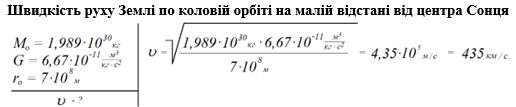 Швидкість руху Землі по коловій орбіті на малій відстані від центра Сонця
M₀ = 1,989·10³⁰ кг
G = 6,67·10⁻¹¹ м³/кг·с²
r₀ = 7·10⁸ м
υ - ?
υ = √(1,989·10³⁰ кг · 6,67·10⁻¹¹ м³/кг·с² / 7·10⁸ м) = 4,35·10⁵ м/с = 435 км/с.